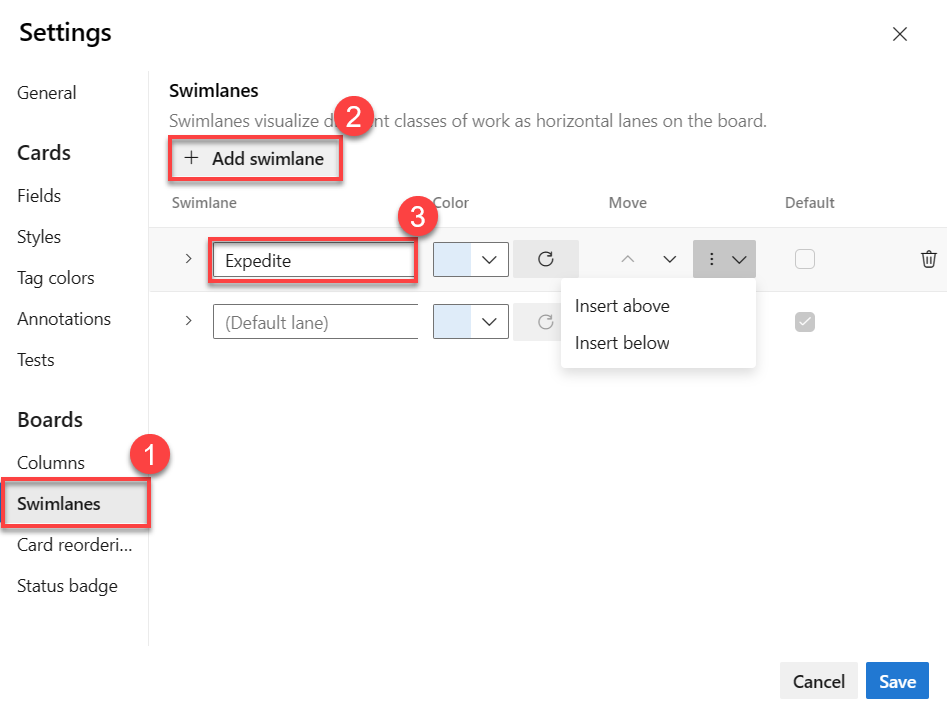 Settings
General
Cards
Fields
Styles
Tag colors
Annotations
Tests
Boards
Columns
1
Swimlanes
Card reorderi...
Status badge
Swimlanes
2
Swimlanes visualize d nt classes of work as horizontal lanes on the board.
+ Add swimlane
Swimlane Color Move Default
3
Expedite
Insert above
(Default lane)
Insert below
Cancel Save